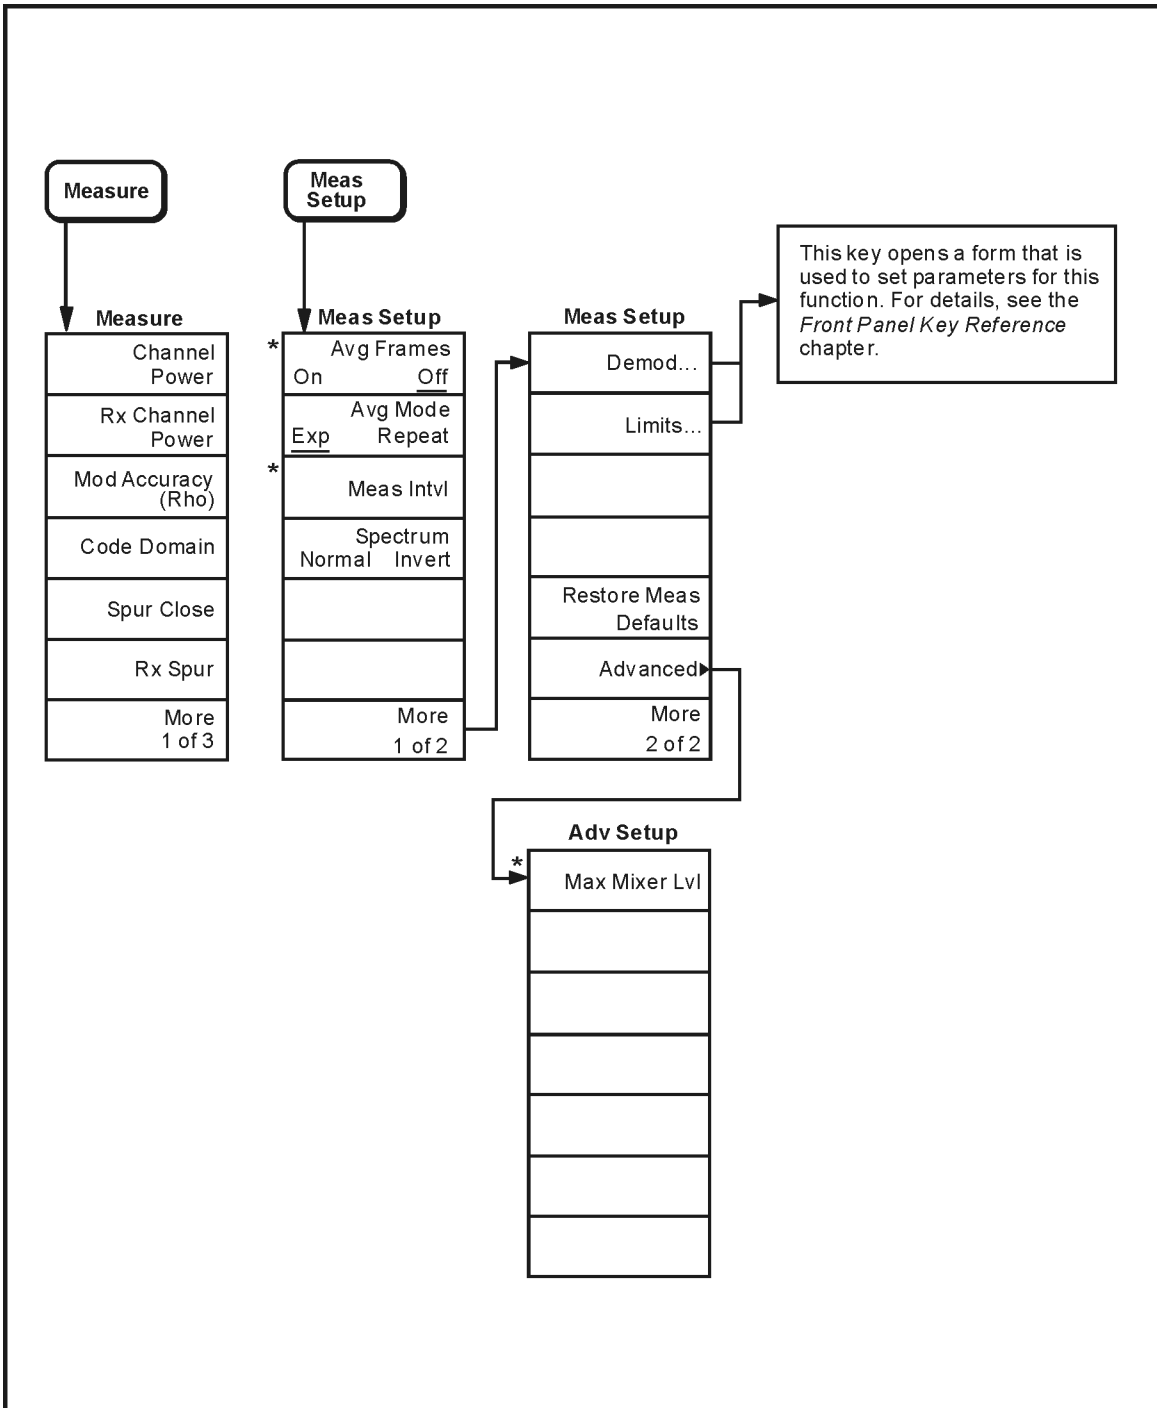 Measure
Meas
Setup
This key opens a form that is
used to set parameters for this
function. For details, see the
Front Panel Key Reference
chapter.
Measure
Channel
Power
Rx Channel
Power
Mod Accuracy
(Rho)
Code Domain
Spur Close
Rx Spur
More
1 of 3
Meas Setup
* Avg Frames
On Off
Avg Mode
Exp Repeat
* Meas Intvl
Spectrum
Normal Invert
More
1 of 2
Meas Setup
Demod...
Limits...
Restore Meas
Defaults
Advanced
More
2 of 2
Adv Setup
* Max Mixer Lvl